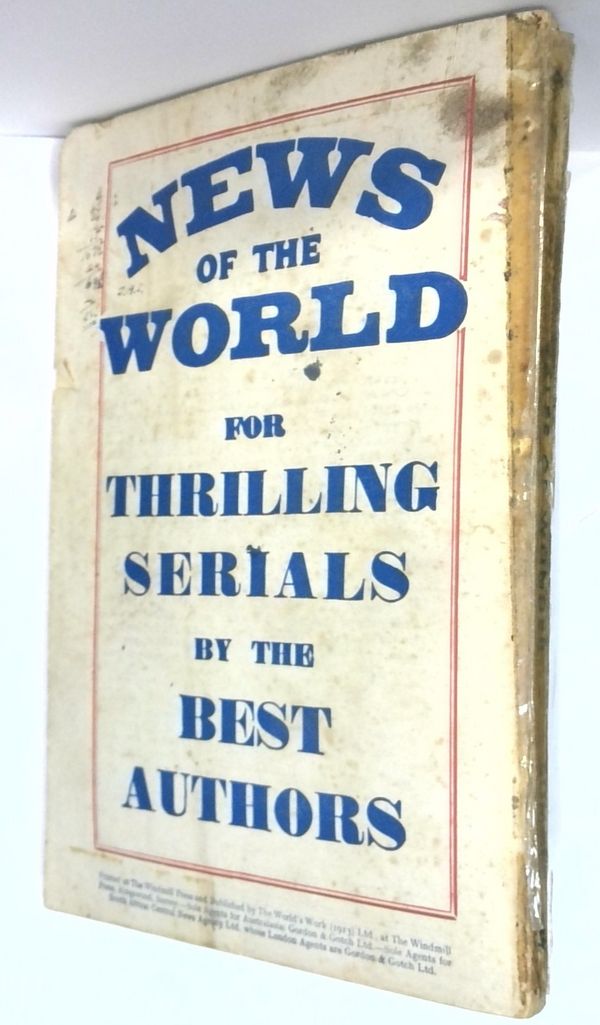 NEWS
OF THE
WORLD
FOR
THRILLING
SERIALS
BY THE
BEST
AUTHORS
Printed at The Windmill Press and Published by The World's Work (1913) Ltd., at The Windmill
Press, Kingswood, Surrey.—Sole Agents for Australasia: Gordon & Gotch Ltd.—Sole Agents for
South Africa: Central News Agency Ltd. whose London Agents are Gordon & Gotch Ltd.